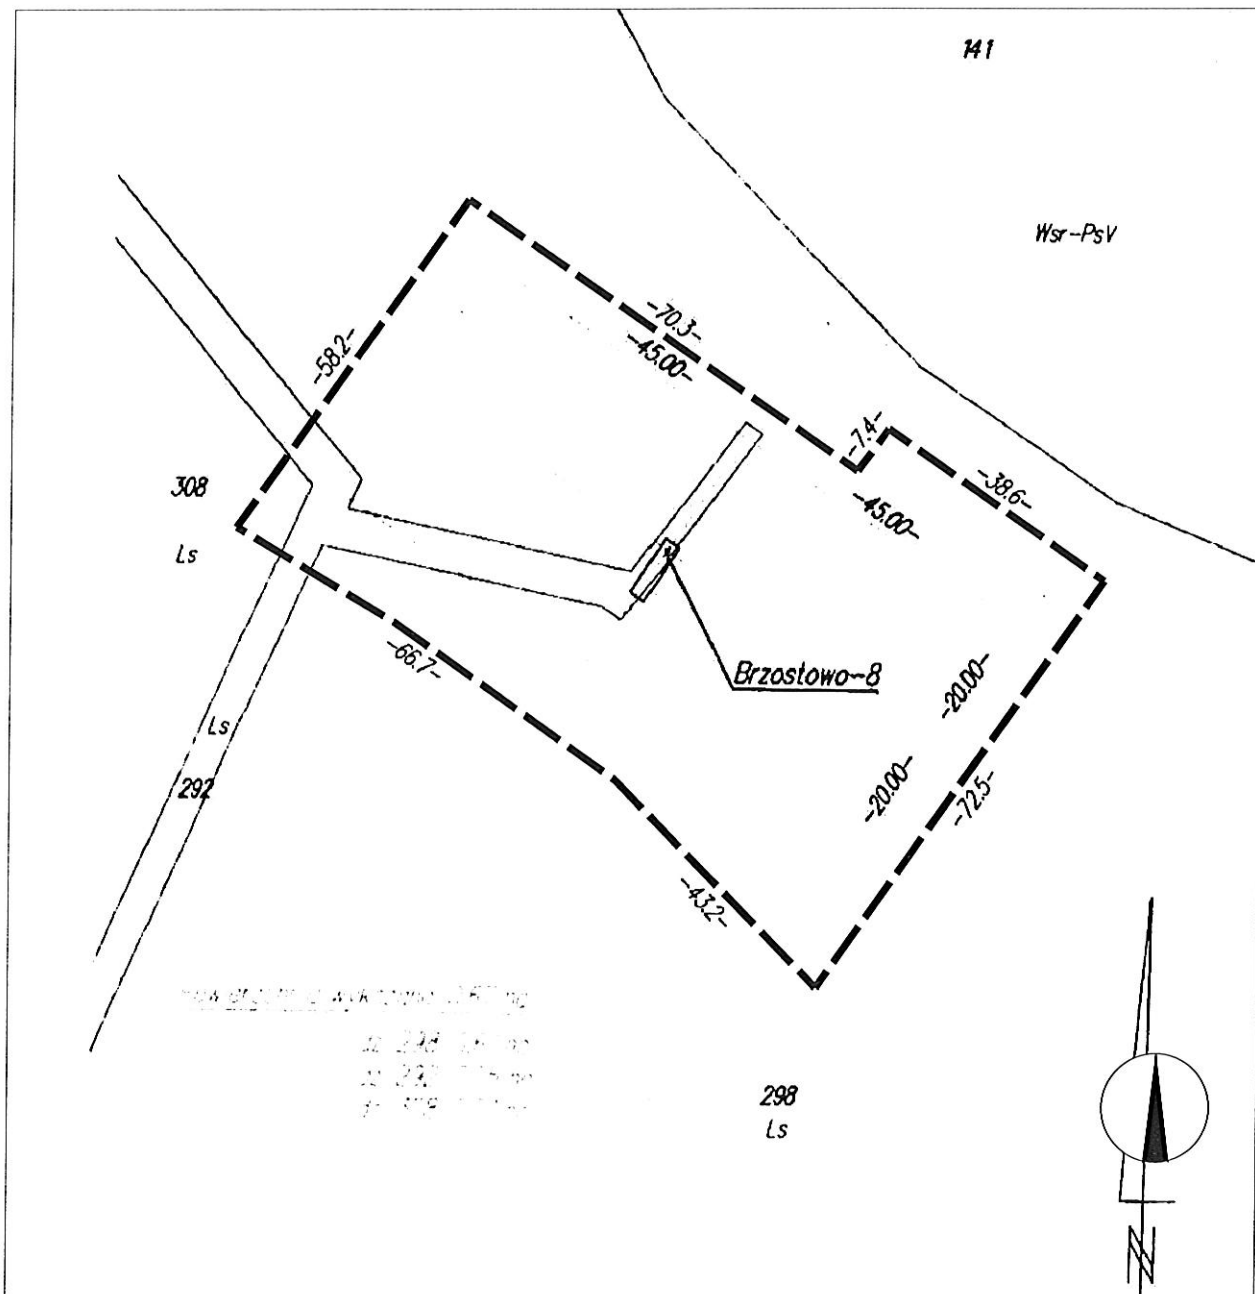 141
Wsr-PsV
-70.3-
-45.00-
-58.2-
-7.4-
-38.6-
-45.00-
308
Ls
-66.7-
Brzostowo-8
-20.00-
Ls
-20.00-
292
-72.5-
-43.2-
298
Ls
N